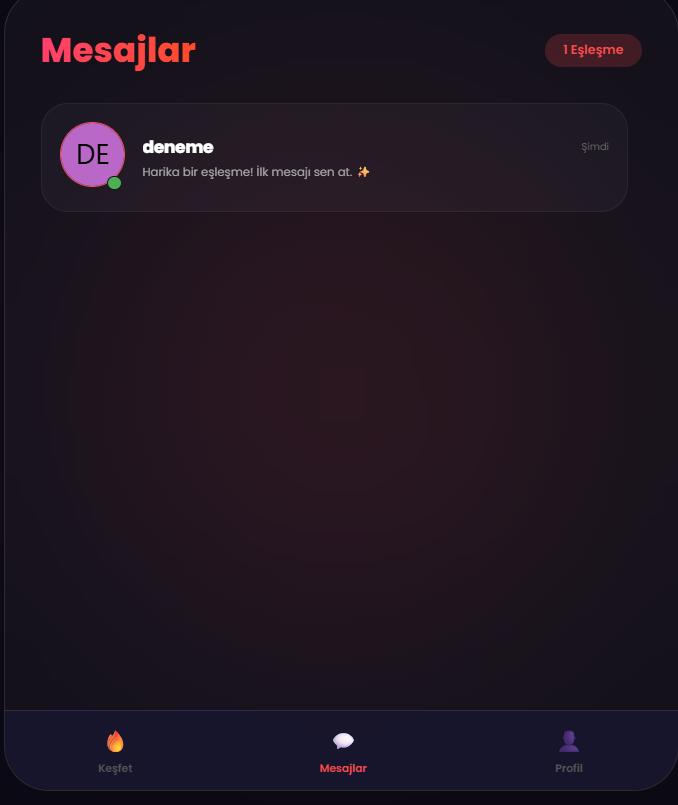 Mesajlar
1 Eşleşme
DE
deneme
Şimdi
Harika bir eşleşme! İlk mesajı sen at. ✨
Keşfet
Mesajlar
Profil